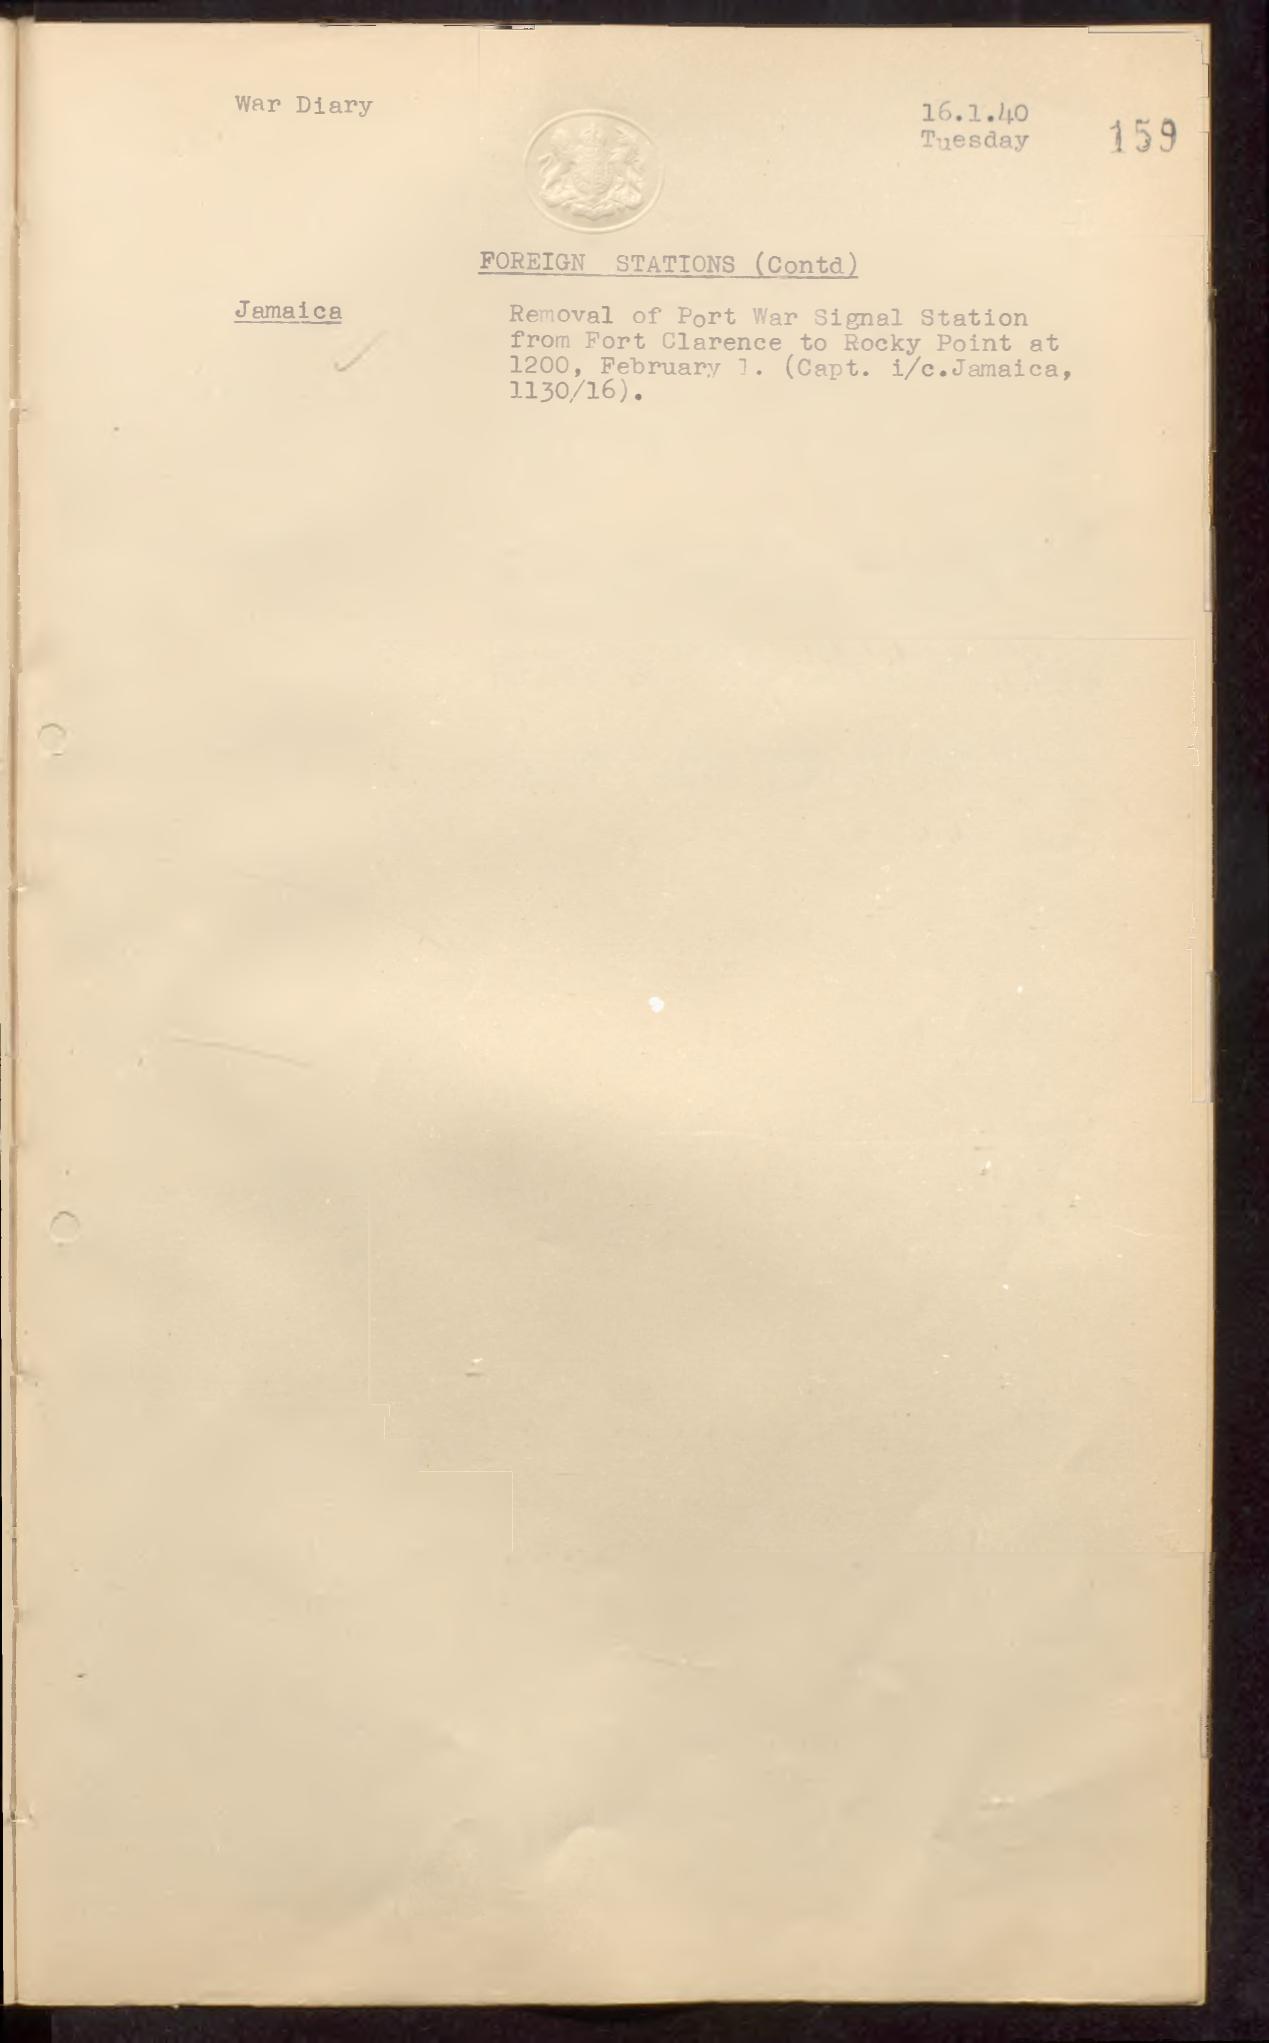 War Diary
16.1.40
Tuesday
159
FOREIGN STATIONS (Contd)
Jamaica
Removal of Port War Signal Station
from Fort Clarence to Rocky Point at
1200, February 1. (Capt. i/c.Jamaica,
1130/16).